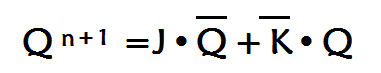 Qⁿ⁺¹ = J • Q̅ + K̅ • Q